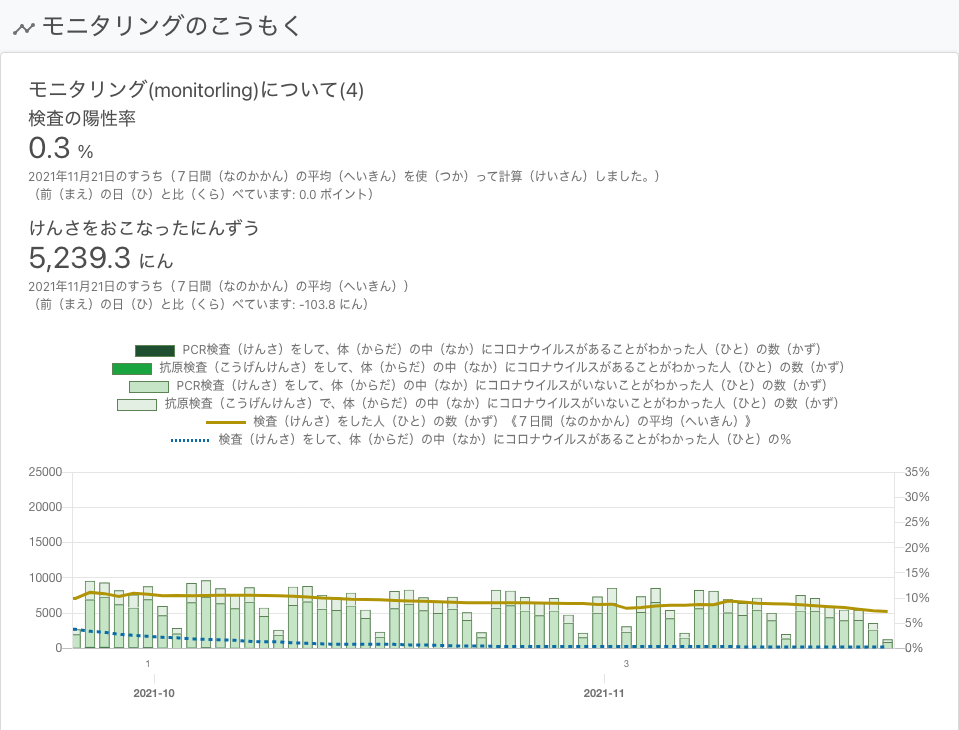 モニタリングのこうもく
モニタリング(monitorling)について(4)
検査の陽性率
0.3 %
2021年11月21日のすうち（７日間（なのかかん）の平均（へいきん）を使（つか）って計算（けいさん）しました。）
（前（まえ）の日（ひ）と比（くら）べています: 0.0 ポイント）
けんさをおこなったにんずう
5,239.3 にん
2021年11月21日のすうち（７日間（なのかかん）の平均（へいきん））
（前（まえ）の日（ひ）と比（くら）べています: -103.8 にん）
PCR検査（けんさ）をして、体（からだ）の中（なか）にコロナウイルスがあることがわかった人（ひと）の数（かず）
抗原検査（こうげんけんさ）をして、体（からだ）の中（なか）にコロナウイルスがあることがわかった人（ひと）の数（かず）
PCR検査（けんさ）をして、体（からだ）の中（なか）にコロナウイルスがいないことがわかった人（ひと）の数（かず）
抗原検査（こうげんけんさ）で、体（からだ）の中（なか）にコロナウイルスがいないことがわかった人（ひと）の数（かず）
検査（けんさ）をした人（ひと）の数（かず）《７日間（なのかかん）の平均（へいきん）》
検査（けんさ）をして、体（からだ）の中（なか）にコロナウイルスがあることがわかった人（ひと）の%
25000 35%
30%
20000
25%
15000
20%
10000 15%
10%
5000
5%
0 0%
1 3
2021-10 2021-11